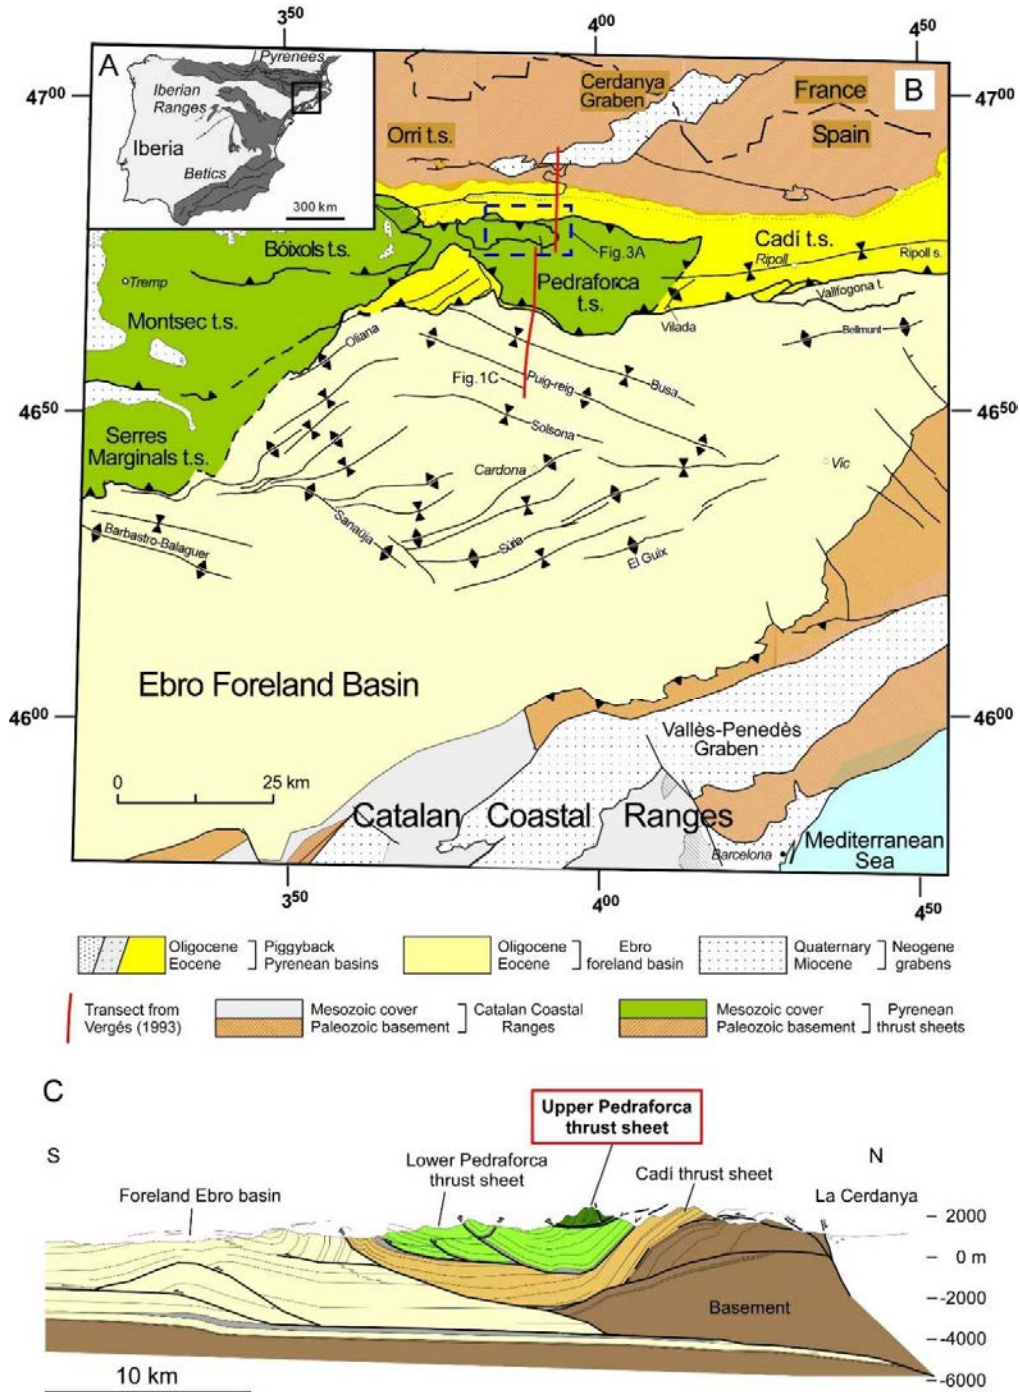 3⁵⁰
4⁰⁰
4⁵⁰
A
Pyrenees
Iberian
Ranges
Iberia
Betics
300 km
B
47⁰⁰
47⁰⁰
Cerdanya
Graben
France
Spain
Orri t.s.
Bóixols t.s.
Fig.3A
Cadí t.s.
Ripoll
Ripoll s.
Tremp
Pedraforca
t.s.
Vallfogona t.
Montsec t.s.
Vilada
Bellmunt
Oliana
Fig.1C
Puig-reig
Busa
46⁵⁰
46⁵⁰
Solsona
Serres
Marginals t.s.
Cardona
Vic
Sanaüja
Súria
El Guix
Barbastro-Balaguer
Ebro Foreland Basin
46⁰⁰
46⁰⁰
Vallès-Penedès
Graben
0 25 km
Catalan Coastal Ranges
Barcelona
Mediterranean
Sea
3⁵⁰
4⁰⁰
4⁵⁰
Oligocene
Eocene
Piggyback
Pyrenean basins
Oligocene
Eocene
Ebro
foreland basin
Quaternary
Miocene
Neogene
grabens
Transect from
Vergés (1993)
Mesozoic cover
Paleozoic basement
Catalan Coastal
Ranges
Mesozoic cover
Paleozoic basement
Pyrenean
thrust sheets
C
Upper Pedraforca
thrust sheet
S
N
Lower Pedraforca
thrust sheet
Cadí thrust sheet
Foreland Ebro basin
La Cerdanya
2000
0 m
-2000
Basement
-4000
-6000
10 km